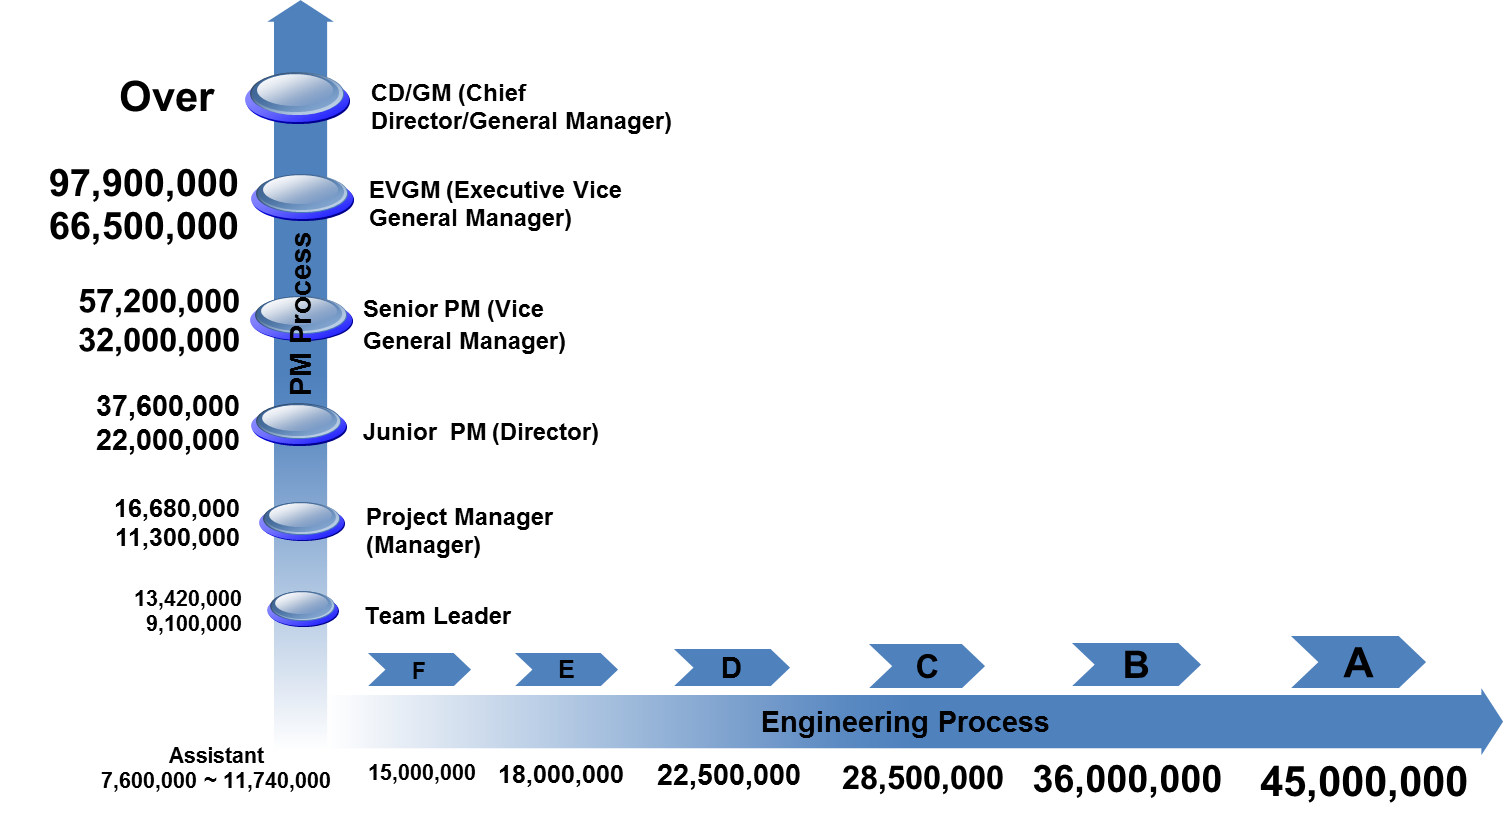 Over
CD/GM (Chief
Director/General Manager)
97,900,000
66,500,000
EVGM (Executive Vice
General Manager)
PM Process
57,200,000
32,000,000
Senior PM (Vice
General Manager)
37,600,000
22,000,000
Junior PM (Director)
16,680,000
11,300,000
Project Manager
(Manager)
13,420,000
9,100,000
Team Leader
F
E
D
C
B
A
Engineering Process
Assistant
7,600,000 ~ 11,740,000
15,000,000
18,000,000
22,500,000
28,500,000
36,000,000
45,000,000